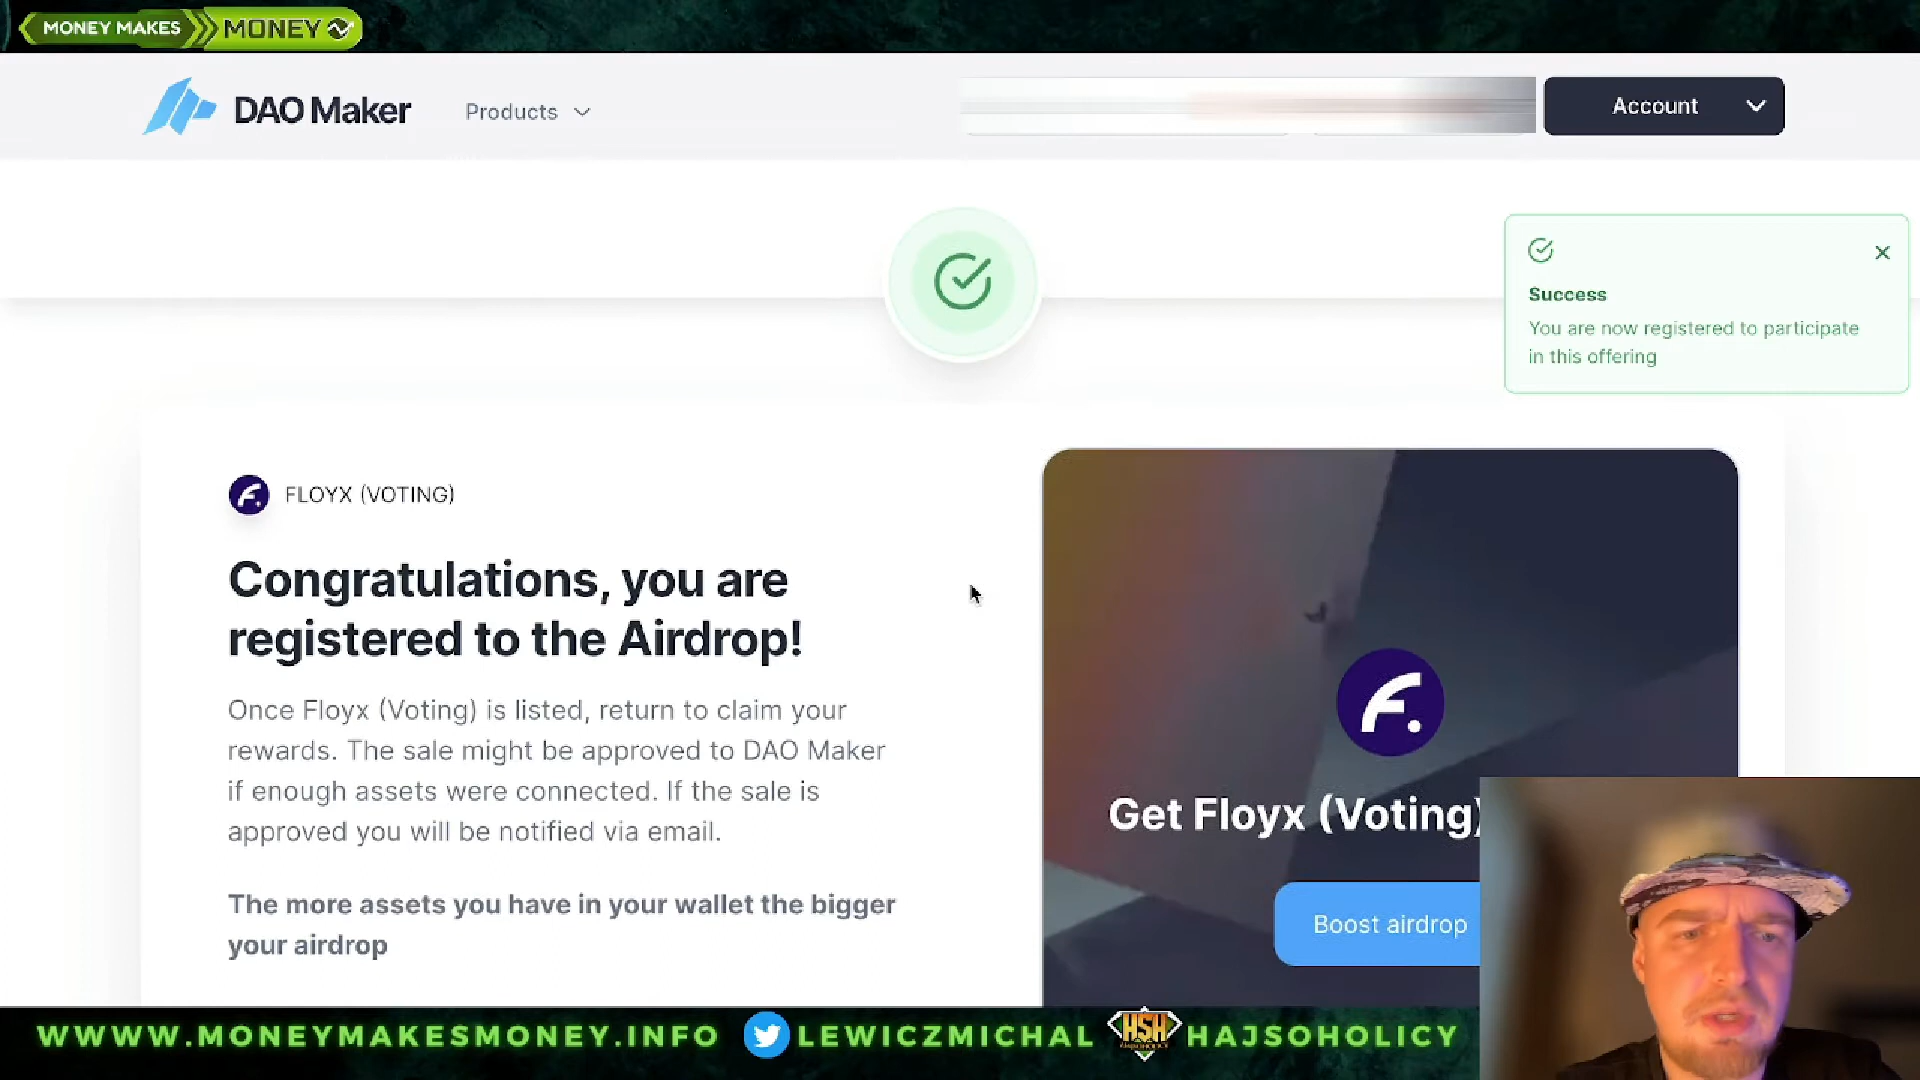 MONEY MAKES MONEY
DAO Maker
Products
Account
Success
You are now registered to participate
in this offering
FLOYX (VOTING)
Congratulations, you are
registered to the Airdrop!
Once Floyx (Voting) is listed, return to claim your
rewards. The sale might be approved to DAO Maker
if enough assets were connected. If the sale is
approved you will be notified via email.
The more assets you have in your wallet the bigger
your airdrop
F.
Get Floyx (Voting)
Boost airdrop
WWWW.MONEYMAKESMONEY.INFO LEWICZMICHAL HSH HAJSOHOLICY